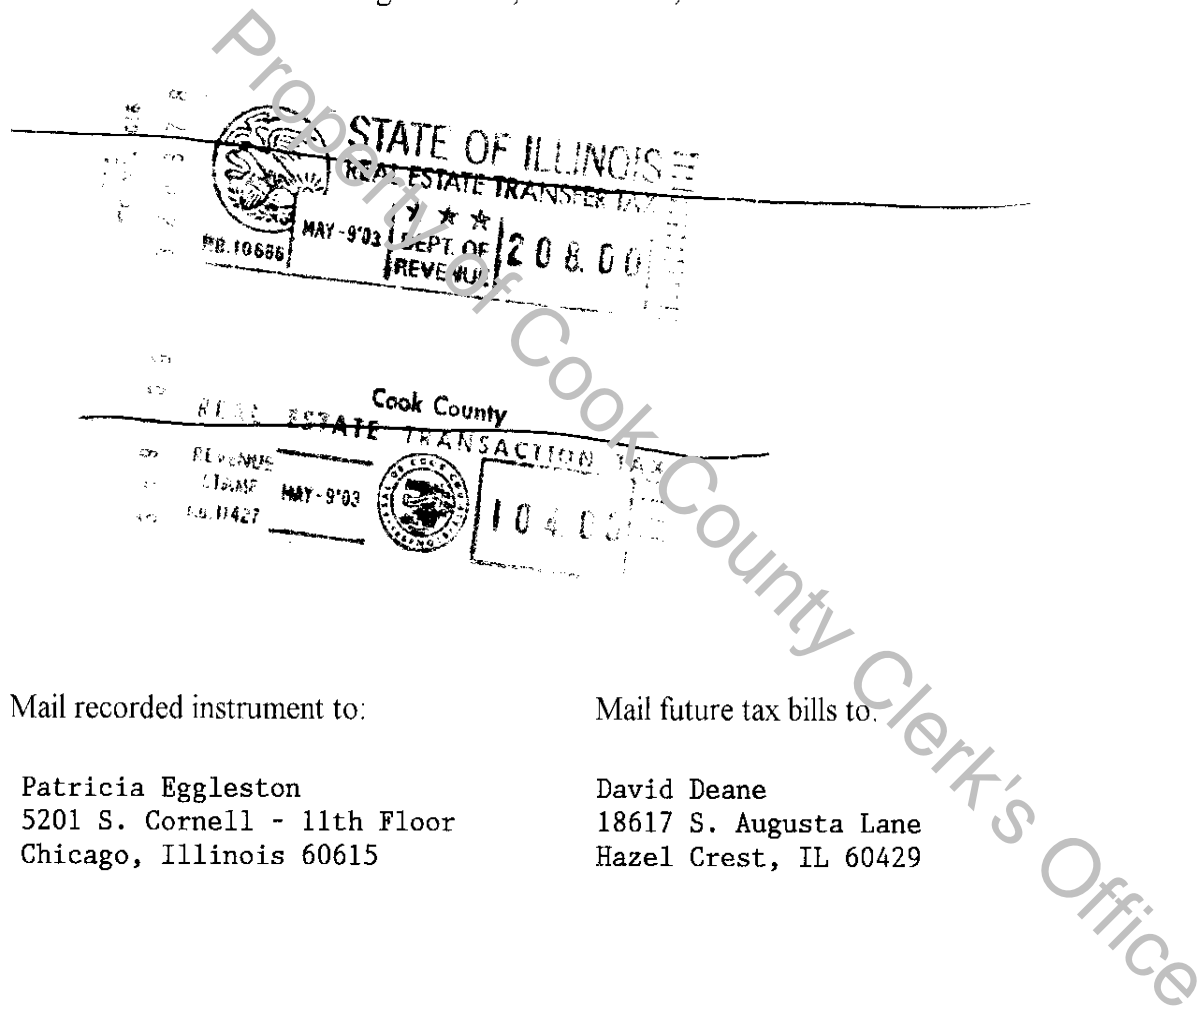 STATE OF ILLINOIS
REAL ESTATE TRANSFER TAX
MAY-9'03
DEPT. OF
REVENUE
208.00
P.B.10686
Cook County
REAL ESTATE TRANSACTION TAX
REVENUE
STAMP
MAY-9'03
P.B.11427
Mail recorded instrument to:
Mail future tax bills to:
Patricia Eggleston
5201 S. Cornell - 11th Floor
Chicago, Illinois 60615
David Deane
18617 S. Augusta Lane
Hazel Crest, IL 60429
Property of Cook County Clerk's Office